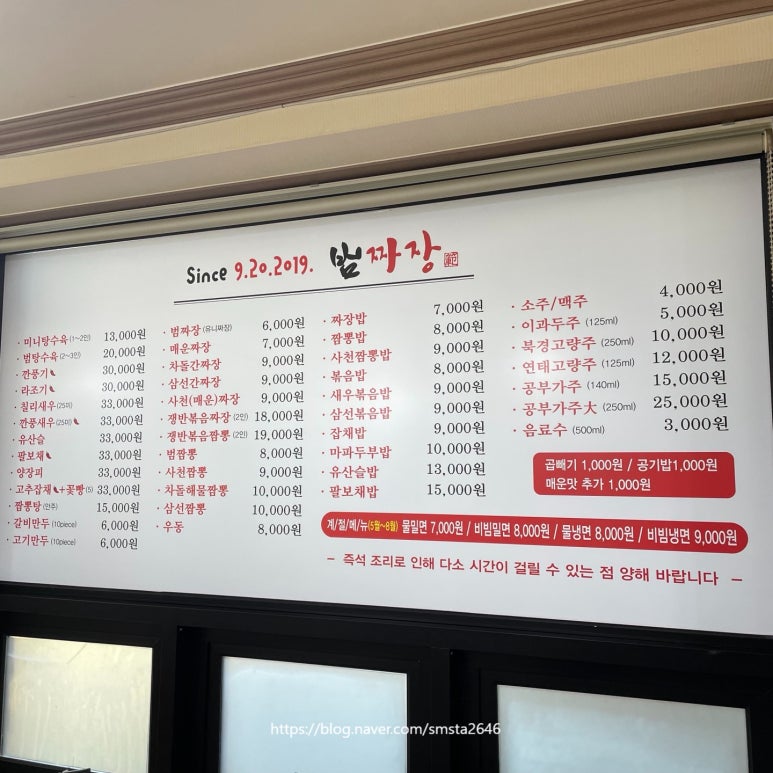 Since 9.20.2019. 범짜장 範
· 미니탕수육 (1~2인) 13,000원
· 범탕수육 (2~3인) 20,000원
· 깐풍기 30,000원
· 라조기 30,000원
· 칠리새우 (25미) 33,000원
· 깐풍새우 (25미) 33,000원
· 유산슬 33,000원
· 팔보채 33,000원
· 양장피 33,000원
· 고추잡채+꽃빵 (5) 33,000원
· 짬뽕탕 (안주) 15,000원
· 갈비만두 (10piece) 6,000원
· 고기만두 (10piece) 6,000원
· 범짜장 (유니짜장) 6,000원
· 매운짜장 7,000원
· 차돌간짜장 9,000원
· 삼선간짜장 9,000원
· 사천(매운)짜장 9,000원
· 쟁반볶음짜장 (2인) 18,000원
· 쟁반볶음짬뽕 (2인) 19,000원
· 범짬뽕 8,000원
· 사천짬뽕 9,000원
· 차돌해물짬뽕 10,000원
· 삼선짬뽕 10,000원
· 우동 8,000원
· 짜장밥 7,000원
· 짬뽕밥 8,000원
· 사천짬뽕밥 9,000원
· 볶음밥 8,000원
· 새우볶음밥 9,000원
· 삼선볶음밥 9,000원
· 잡채밥 9,000원
· 마파두부밥 10,000원
· 유산슬밥 13,000원
· 팔보채밥 15,000원
· 소주/맥주 4,000원
· 이과두주 (125ml) 5,000원
· 북경고량주 (250ml) 10,000원
· 연태고량주 (125ml) 12,000원
· 공부가주 (140ml) 15,000원
· 공부가주大 (250ml) 25,000원
· 음료수 (500ml) 3,000원
곱빼기 1,000원 / 공기밥1,000원
매운맛 추가 1,000원
계/절/메/뉴(5월~8월) 물밀면 7,000원 / 비빔밀면 8,000원 / 물냉면 8,000원 / 비빔냉면 9,000원
– 즉석 조리로 인해 다소 시간이 걸릴 수 있는 점 양해 바랍니다 –
https://blog.naver.com/smsta2646